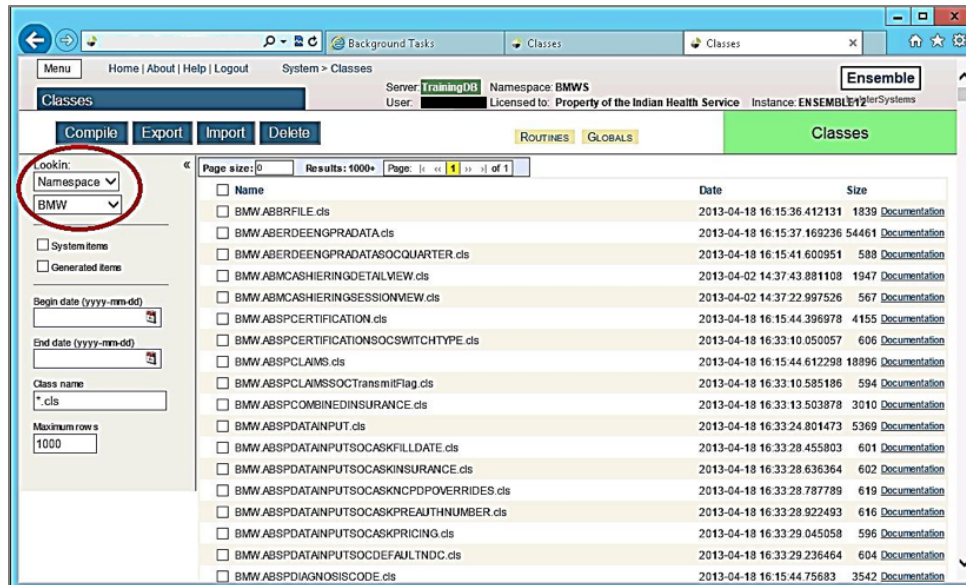 Background Tasks
Classes
Classes
Menu
Home | About | Help | Logout
System > Classes
Server: TrainingDB
Namespace: BMWS
User:
Licensed to: Property of the Indian Health Service
Instance: ENSEMBLE12
Ensemble
InterSystems
Classes
Compile
Export
Import
Delete
ROUTINES
GLOBALS
Classes
Lookin:
Namespace
BMW
System items
Generated items
Begin date (yyyy-mm-dd)
End date (yyyy-mm-dd)
Class name
*.cls
Maximum rows
1000
Page size: 0
Results: 1000+
Page: |< << 1 >> >| of 1
Name Date Size
BMW.ABBRFILE.cls 2013-04-18 16:15:36.412131 1839 Documentation
BMW.ABERDEENGPRADATA.cls 2013-04-18 16:15:37.169236 54461 Documentation
BMW.ABERDEENGPRADATASOCQUARTER.cls 2013-04-18 16:15:41.600951 588 Documentation
BMW.ABMCASHIERINGDETAILVIEW.cls 2013-04-02 14:37:43.881108 1947 Documentation
BMW.ABMCASHIERINGSESSIONVIEW.cls 2013-04-02 14:37:22.997526 567 Documentation
BMW.ABSPCERTIFICATION.cls 2013-04-18 16:15:44.396978 4155 Documentation
BMW.ABSPCERTIFICATIONSOCSWITCHTYPE.cls 2013-04-18 16:33:10.050057 606 Documentation
BMW.ABSPCLAIMS.cls 2013-04-18 16:15:44.612298 18896 Documentation
BMW.ABSPCLAIMSSOCTransmitFlag.cls 2013-04-18 16:33:10.585186 594 Documentation
BMW.ABSPCOMBINEDINSURANCE.cls 2013-04-18 16:33:13.503878 3010 Documentation
BMW.ABSPDATAINPUT.cls 2013-04-18 16:33:24.801473 5369 Documentation
BMW.ABSPDATAINPUTSOCASKFILLDATE.cls 2013-04-18 16:33:28.455803 601 Documentation
BMW.ABSPDATAINPUTSOCASKINSURANCE.cls 2013-04-18 16:33:28.636364 602 Documentation
BMW.ABSPDATAINPUTSOCASKNCPDPOVERRIDES.cls 2013-04-18 16:33:28.787789 619 Documentation
BMW.ABSPDATAINPUTSOCASKPREAUTHNUMBER.cls 2013-04-18 16:33:28.922493 616 Documentation
BMW.ABSPDATAINPUTSOCASKPRICING.cls 2013-04-18 16:33:29.045058 596 Documentation
BMW.ABSPDATAINPUTSOCDEFAULTNDC.cls 2013-04-18 16:33:29.236464 604 Documentation
BMW.ABSPDIAGNOSISCODE.cls 2013-04-18 16:15:44.75683 3542 Documentation